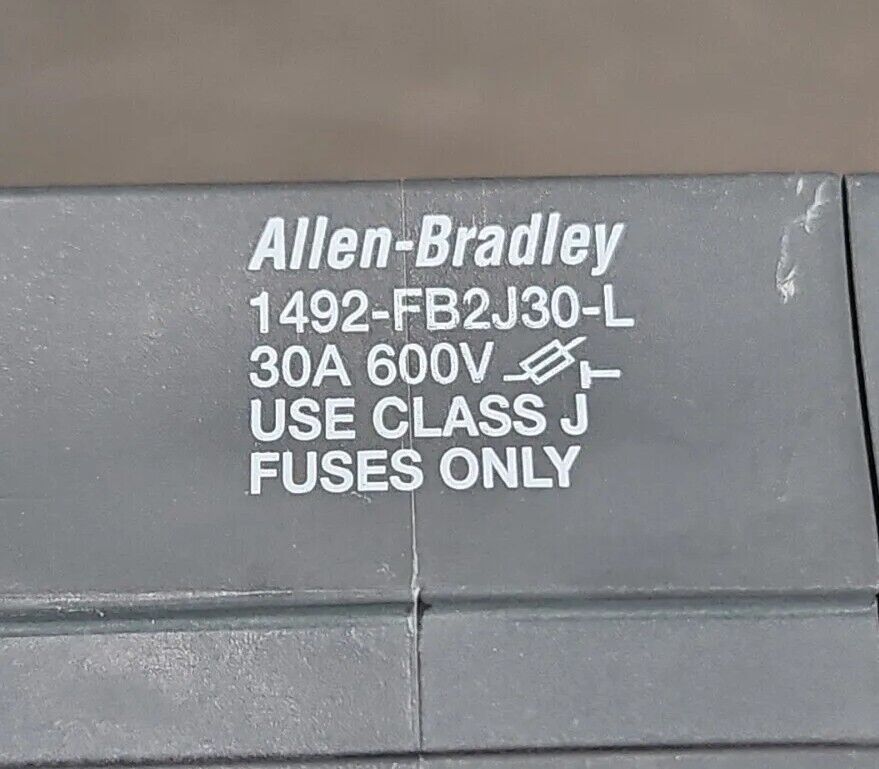 Allen-Bradley
1492-FB2J30-L
30A 600V
USE CLASS J
FUSES ONLY